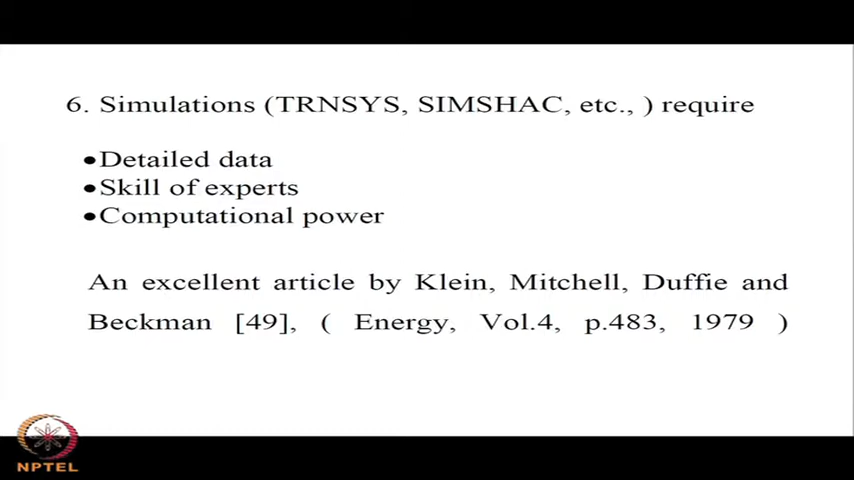 6. Simulations (TRNSYS, SIMSHAC, etc., ) require
•Detailed data
•Skill of experts
•Computational power
An excellent article by Klein, Mitchell, Duffie and
Beckman [49], ( Energy, Vol.4, p.483, 1979 )
NPTEL